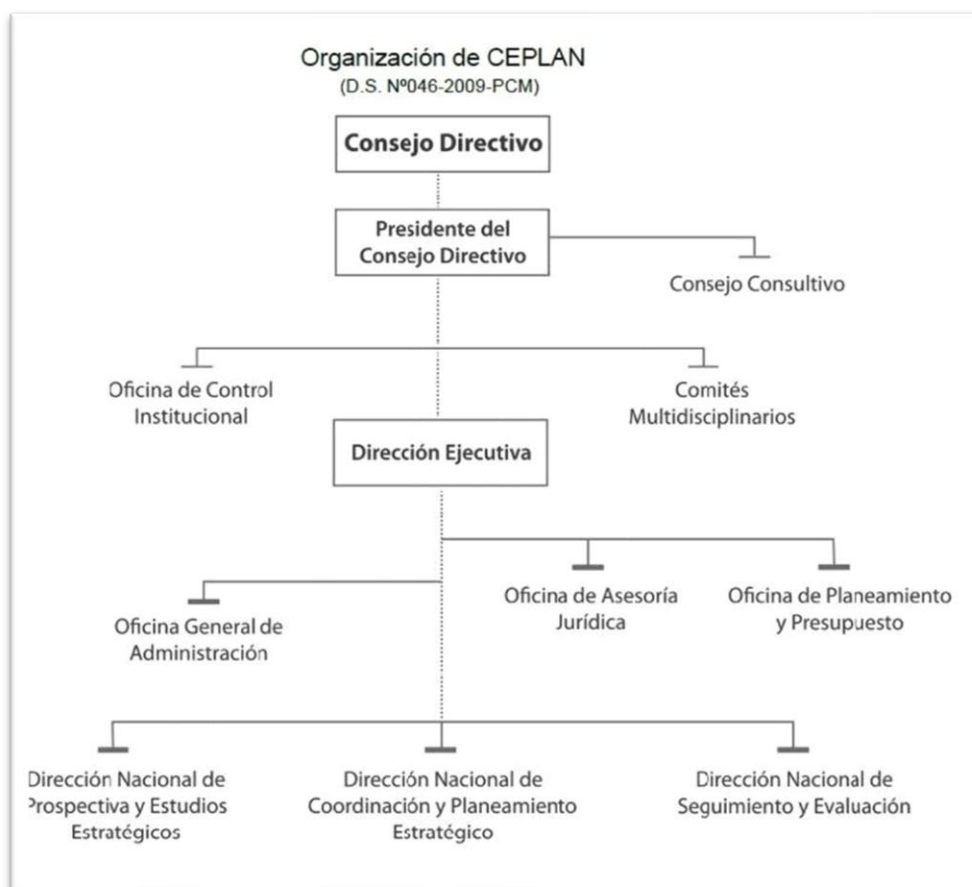 Organización de CEPLAN
(D.S. Nº046-2009-PCM)
Consejo Directivo
Presidente del
Consejo Directivo
Consejo Consultivo
Oficina de Control
Institucional
Comités
Multidisciplinarios
Dirección Ejecutiva
Oficina de Asesoría
Jurídica
Oficina de Planeamiento
y Presupuesto
Oficina General de
Administración
Dirección Nacional de
Prospectiva y Estudios
Estratégicos
Dirección Nacional de
Coordinación y Planeamiento
Estratégico
Dirección Nacional de
Seguimiento y Evaluación